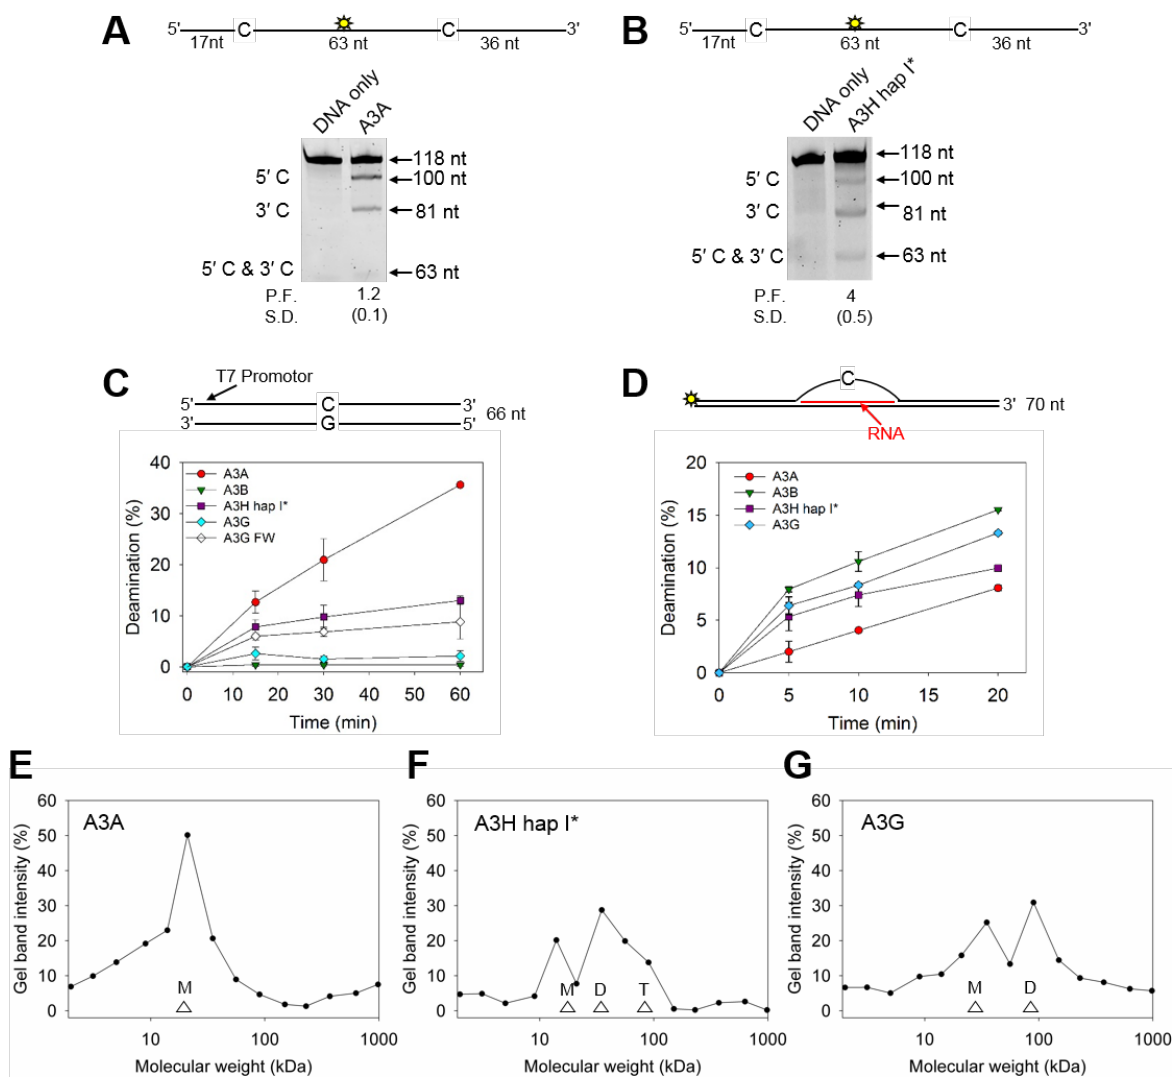 A
5'
C
C
3'
17nt
63 nt
36 nt
DNA only
A3A
118 nt
5' C
100 nt
3' C
81 nt
5' C & 3' C
63 nt
P.F.
1.2
S.D.
(0.1)
B
5'
C
C
3'
17nt
63 nt
36 nt
DNA only
A3H hap I*
118 nt
5' C
100 nt
3' C
81 nt
5' C & 3' C
63 nt
P.F.
4
S.D.
(0.5)
C
T7 Promotor
5'
C
3'
3'
G
5'
66 nt
40
30
20
10
0
Deamination (%)
A3A
A3B
A3H hap I*
A3G
A3G FW
0 10 20 30 40 50 60
Time (min)
D
C
3' 70 nt
RNA
20
15
10
5
0
Deamination (%)
A3A
A3B
A3H hap I*
A3G
0 5 10 15 20
Time (min)
E
A3A
60
50
40
30
20
10
0
Gel band intensity (%)
M
10 100 1000
Molecular weight (kDa)
F
A3H hap I*
60
50
40
30
20
10
0
Gel band intensity (%)
M D T
10 100 1000
Molecular weight (kDa)
G
A3G
60
50
40
30
20
10
0
Gel band intensity (%)
M D
10 100 1000
Molecular weight (kDa)